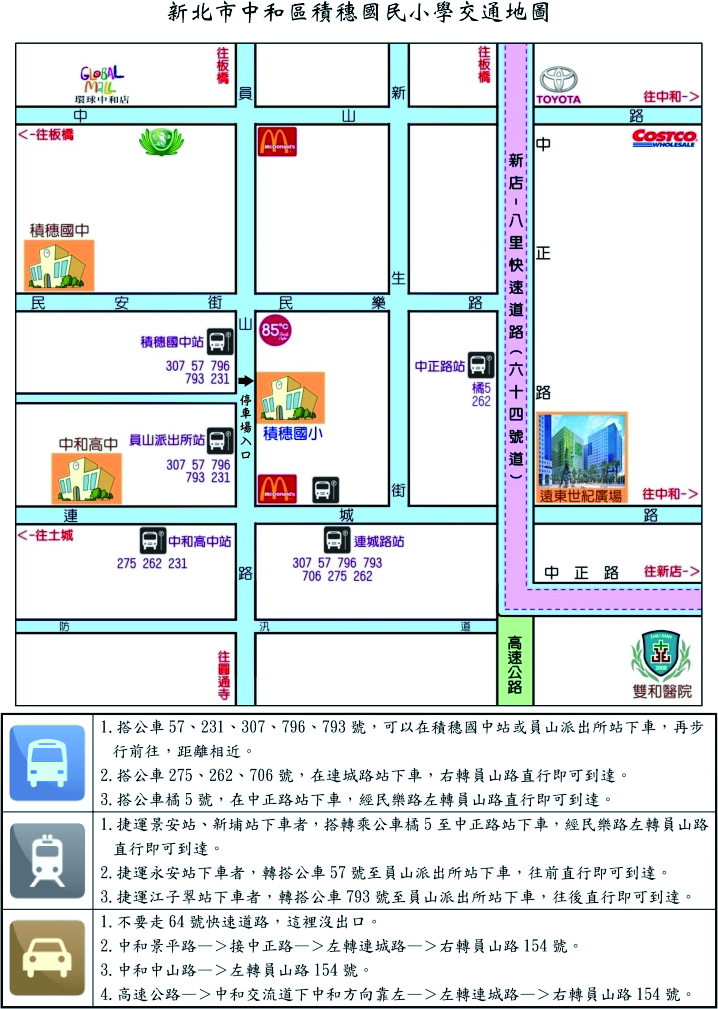 新北市中和區積穗國民小學交通地圖
往板橋
往板橋
GLOBAL MALL
環球中和店
員
新
TOYOTA
往中和->
中 山 路
<-往板橋
McDonald's
COSTCO WHOLESALE
新店-八里快速道路(六十四號道)
中正路
積穗國中
生
民安街
民樂路
山
85°C
積穗國中站
307 57 796
793 231
中正路站
橘5
262
停車場入口
積穗國小
中和高中
員山派出所站
307 57 796
793 231
McDonald's
街
遠東世紀廣場
往中和->
連 城 路
<-往土城
中和高中站
275 262 231
連城路站
307 57 796 793
706 275 262
路
中正路
往新店->
防 汛 道
往圓通寺
高速公路
2008
雙和醫院
1.搭公車57、231、307、796、793號，可以在積穗國中站或員山派出所站下車，再步
行前往，距離相近。
2.搭公車275、262、706號，在連城路站下車，右轉員山路直行即可到達。
3.搭公車橘5號，在中正路站下車，經民樂路左轉員山路直行即可到達。
1.捷運景安站、新埔站下車者，搭轉乘公車橘5至中正路站下車，經民樂路左轉員山路
直行即可到達。
2.捷運永安站下車者，轉搭公車57號至員山派出所站下車，往前直行即可到達。
3.捷運江子翠站下車者，轉搭公車793號至員山派出所站下車，往後直行即可到達。
1.不要走64號快速道路，這裡沒出口。
2.中和景平路—>接中正路—>左轉連城路—>右轉員山路154號。
3.中和中山路—>左轉員山路154號。
4.高速公路—>中和交流道下中和方向靠左—>左轉連城路—>右轉員山路154號。